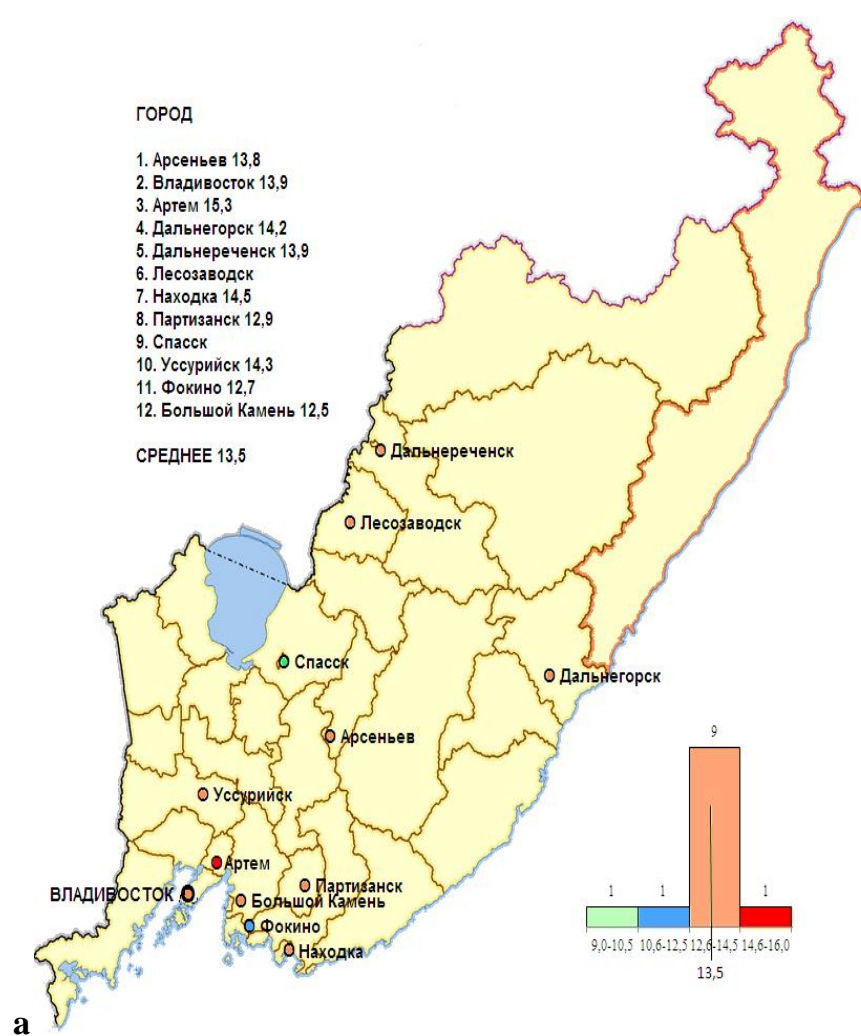 ГОРОД
1. Арсеньев 13,8
2. Владивосток 13,9
3. Артем 15,3
4. Дальнегорск 14,2
5. Дальнереченск 13,9
6. Лесозаводск
7. Находка 14,5
8. Партизанск 12,9
9. Спасск
10. Уссурийск 14,3
11. Фокино 12,7
12. Большой Камень 12,5
СРЕДНЕЕ 13,5
Дальнереченск
Лесозаводск
Спасск
Дальнегорск
Арсеньев
Уссурийск
Артем
ВЛАДИВОСТОК
Партизанск
Большой Камень
Фокино
Находка
9
1 1 1
9,0-10,5 10,6-12,5 12,6-14,5 14,6-16,0
13,5
а